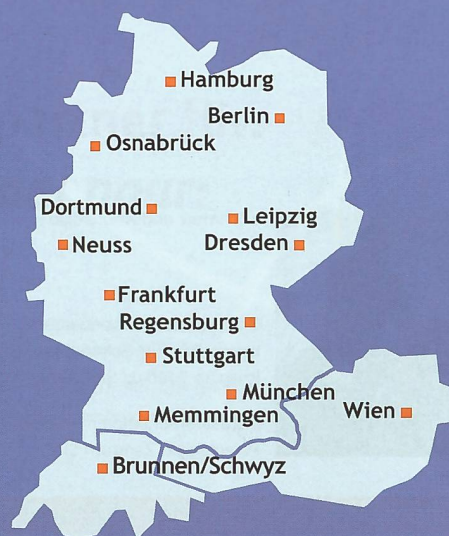 Hamburg
Berlin
Osnabrück
Dortmund
Leipzig
Neuss
Dresden
Frankfurt
Regensburg
Stuttgart
München
Memmingen
Wien
Brunnen/Schwyz